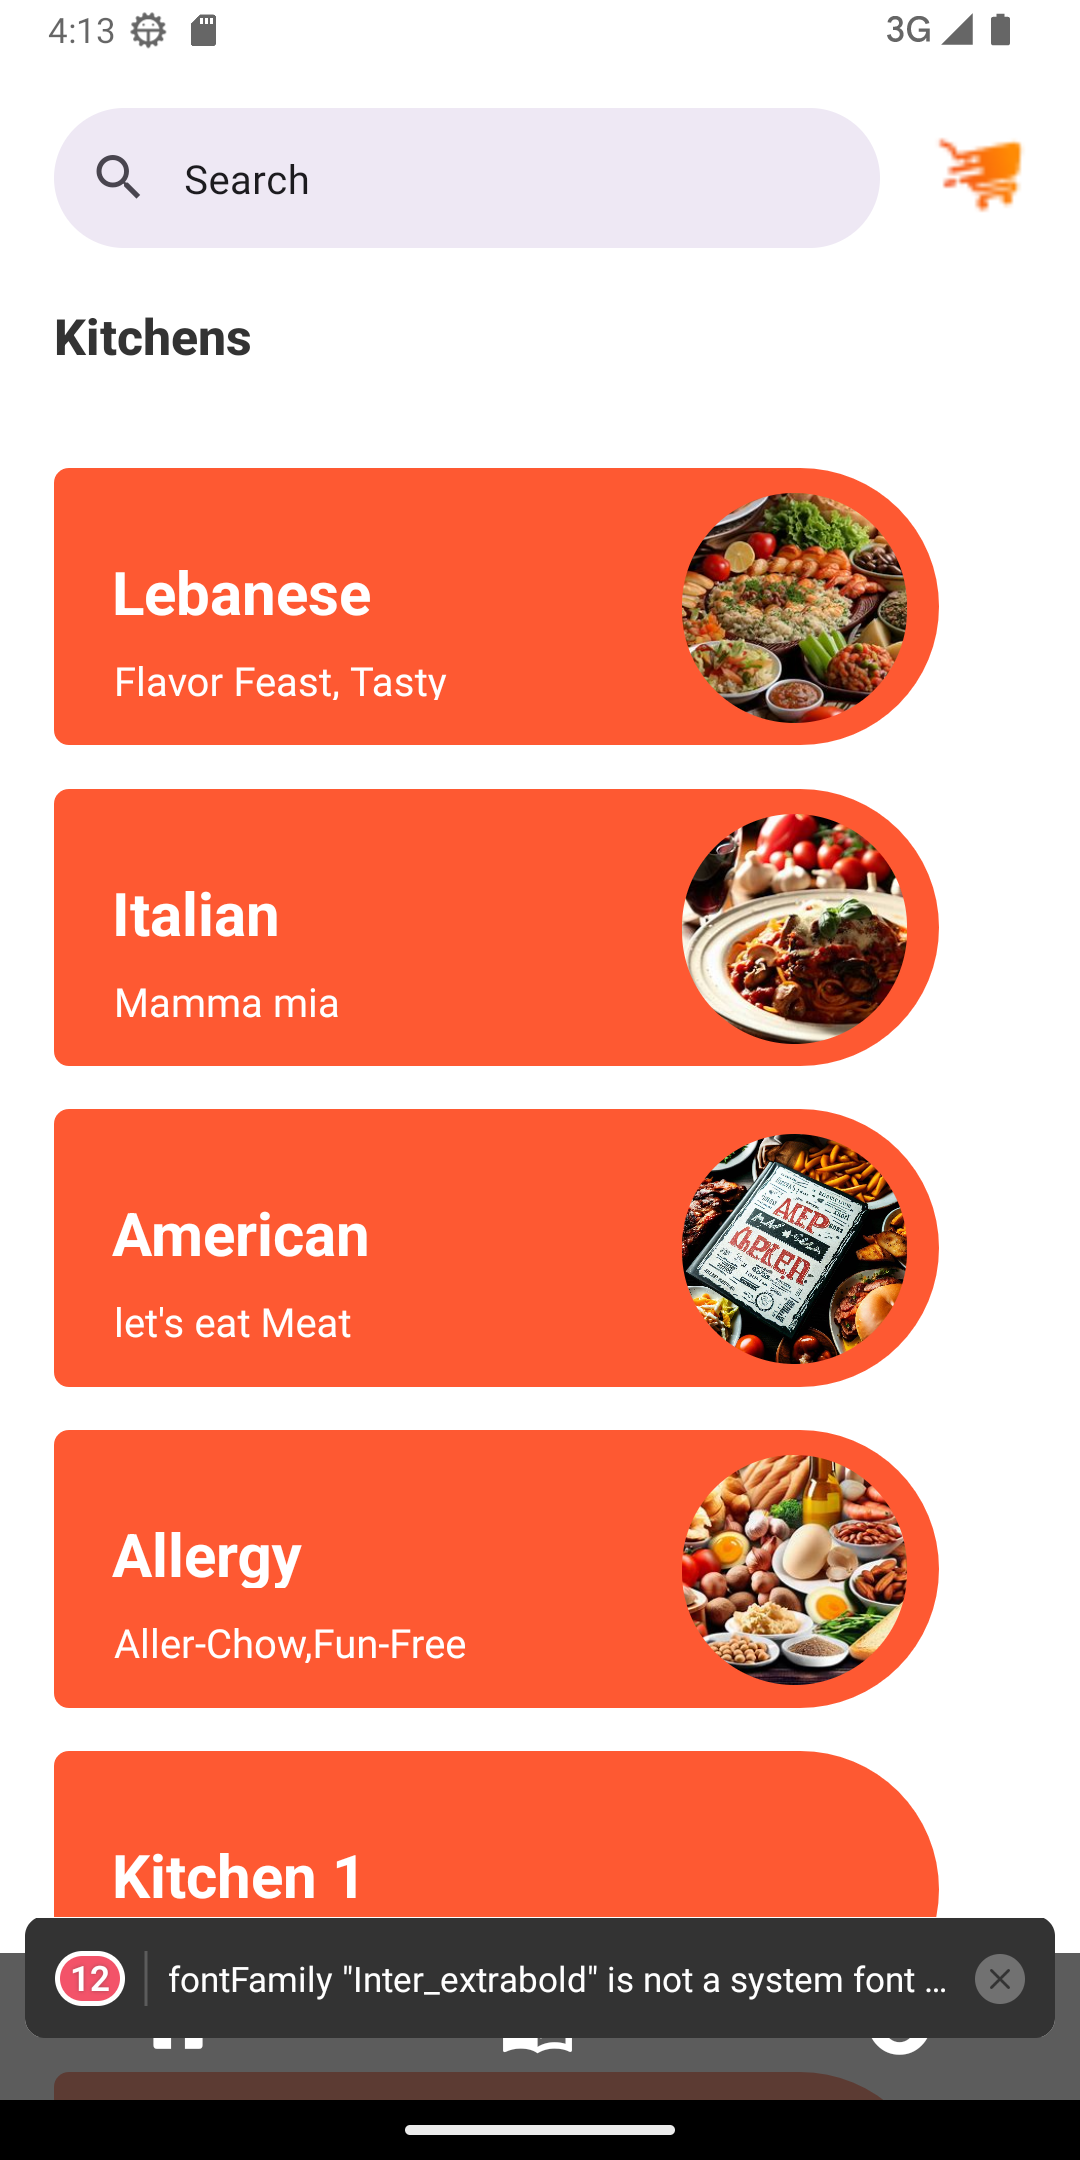 4:13
3G
Search
Kitchens
Lebanese
Flavor Feast, Tasty
Italian
Mamma mia
American
let's eat Meat
Allergy
Aller-Chow,Fun-Free
Kitchen 1
12
fontFamily "Inter_extrabold" is not a system font ...